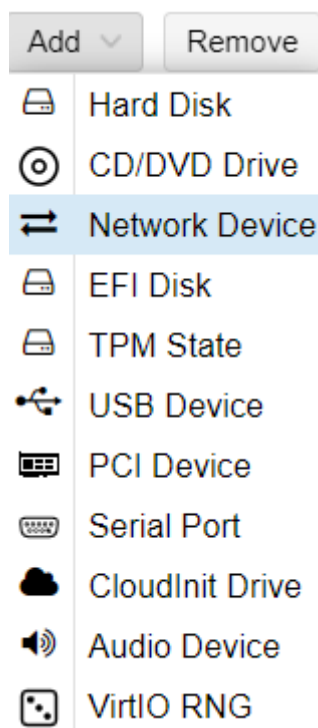 Add Remove
Hard Disk
CD/DVD Drive
Network Device
EFI Disk
TPM State
USB Device
PCI Device
Serial Port
CloudInit Drive
Audio Device
VirtIO RNG